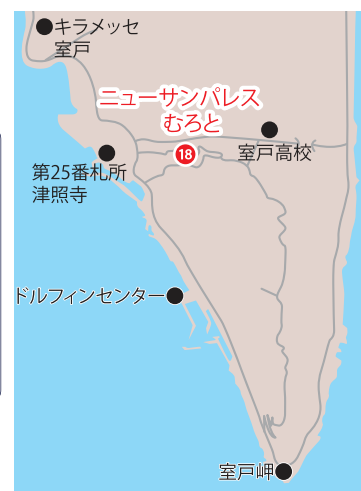 キラメッセ
室戸
ニューサンパレス
むろと
18
室戸高校
第25番札所
津照寺
ドルフィンセンター
室戸岬